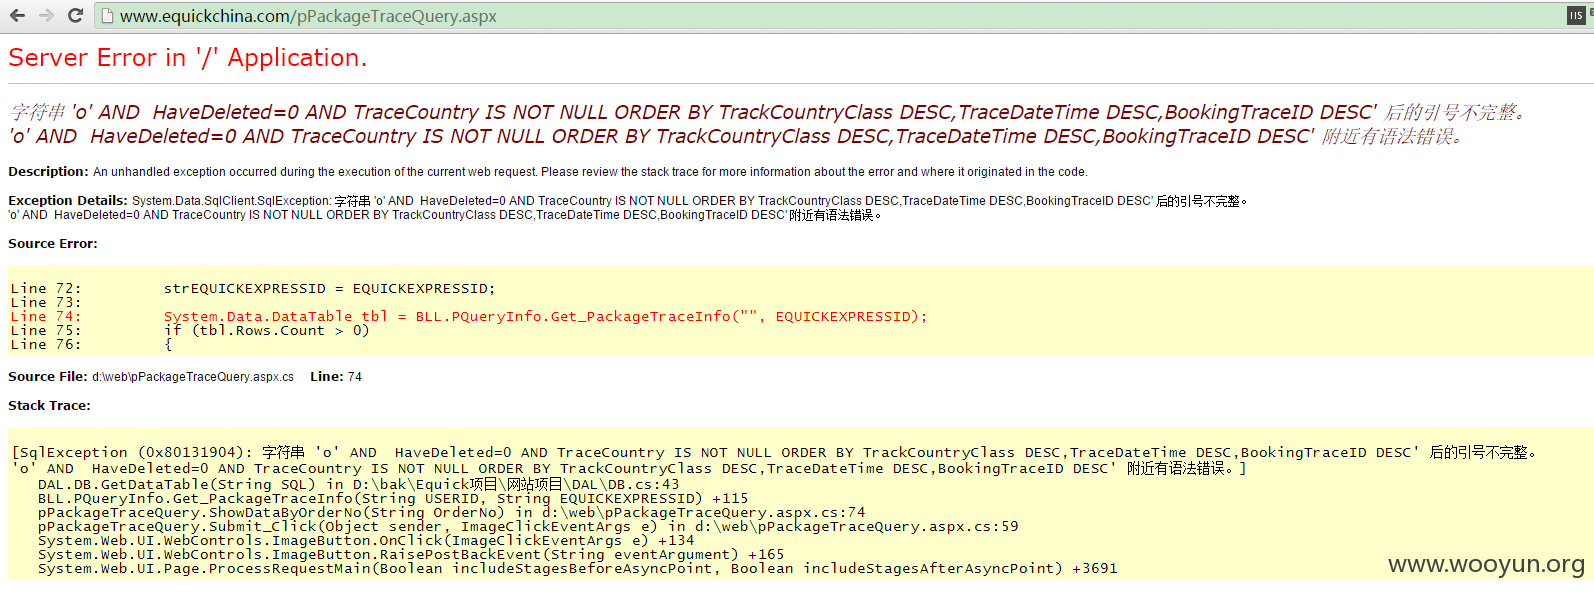 www.equickchina.com/pPackageTraceQuery.aspx
IIS
Server Error in '/' Application.
字符串 'o' AND  HaveDeleted=0 AND TraceCountry IS NOT NULL ORDER BY TrackCountryClass DESC,TraceDateTime DESC,BookingTraceID DESC' 后的引号不完整。
'o' AND  HaveDeleted=0 AND TraceCountry IS NOT NULL ORDER BY TrackCountryClass DESC,TraceDateTime DESC,BookingTraceID DESC' 附近有语法错误。
Description: An unhandled exception occurred during the execution of the current web request. Please review the stack trace for more information about the error and where it originated in the code.
Exception Details: System.Data.SqlClient.SqlException: 字符串 'o' AND  HaveDeleted=0 AND TraceCountry IS NOT NULL ORDER BY TrackCountryClass DESC,TraceDateTime DESC,BookingTraceID DESC' 后的引号不完整。
'o' AND  HaveDeleted=0 AND TraceCountry IS NOT NULL ORDER BY TrackCountryClass DESC,TraceDateTime DESC,BookingTraceID DESC' 附近有语法错误。
Source Error:
Line 72:         strEQUICKEXPRESSID = EQUICKEXPRESSID;
Line 73:
Line 74:         System.Data.DataTable tbl = BLL.PQueryInfo.Get_PackageTraceInfo("", EQUICKEXPRESSID);
Line 75:         if (tbl.Rows.Count > 0)
Line 76:         {
Source File: d:\web\pPackageTraceQuery.aspx.cs    Line: 74
Stack Trace:
[SqlException (0x80131904): 字符串 'o' AND  HaveDeleted=0 AND TraceCountry IS NOT NULL ORDER BY TrackCountryClass DESC,TraceDateTime DESC,BookingTraceID DESC' 后的引号不完整。
'o' AND  HaveDeleted=0 AND TraceCountry IS NOT NULL ORDER BY TrackCountryClass DESC,TraceDateTime DESC,BookingTraceID DESC' 附近有语法错误。]
   DAL.DB.GetDataTable(String SQL) in D:\bak\Equick项目\网站项目\DAL\DB.cs:43
   BLL.PQueryInfo.Get_PackageTraceInfo(String USERID, String EQUICKEXPRESSID) +115
   pPackageTraceQuery.ShowDataByOrderNo(String OrderNo) in d:\web\pPackageTraceQuery.aspx.cs:74
   pPackageTraceQuery.Submit_Click(Object sender, ImageClickEventArgs e) in d:\web\pPackageTraceQuery.aspx.cs:59
   System.Web.UI.WebControls.ImageButton.OnClick(ImageClickEventArgs e) +134
   System.Web.UI.WebControls.ImageButton.RaisePostBackEvent(String eventArgument) +165
   System.Web.UI.Page.ProcessRequestMain(Boolean includeStagesBeforeAsyncPoint, Boolean includeStagesAfterAsyncPoint) +3691
www.wooyun.org